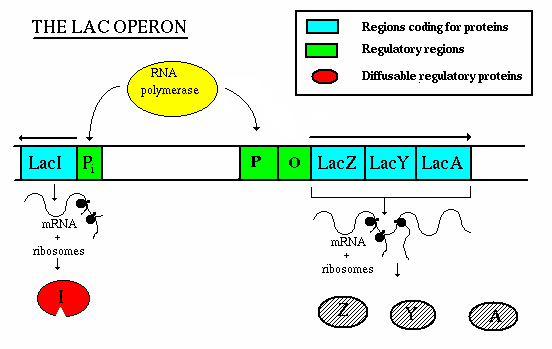 THE LAC OPERON
Regions coding for proteins
Regulatory regions
Diffusable regulatory proteins
RNA
polymerase
LacI
Pi
P
O
LacZ
LacY
LacA
mRNA
+
ribosomes
mRNA
+
ribosomes
I
Z
Y
A